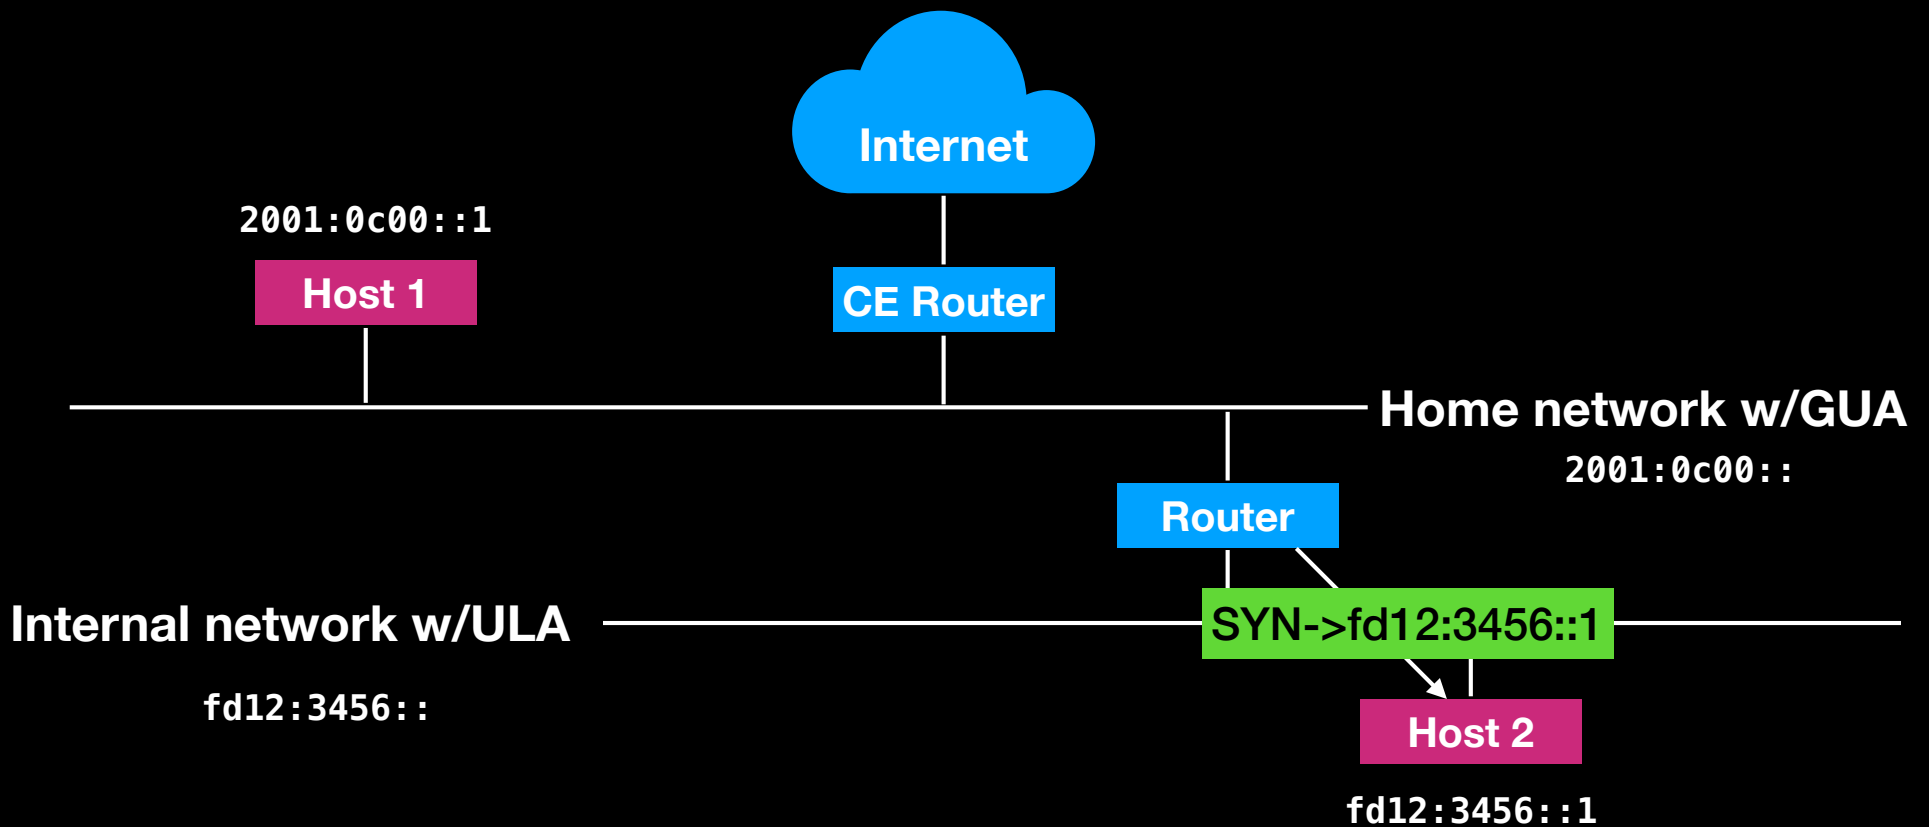 Internet
2001:0c00::1
Host 1
CE Router
Home network w/GUA
2001:0c00::
Router
Internal network w/ULA
SYN->fd12:3456::1
fd12:3456::
Host 2
fd12:3456::1